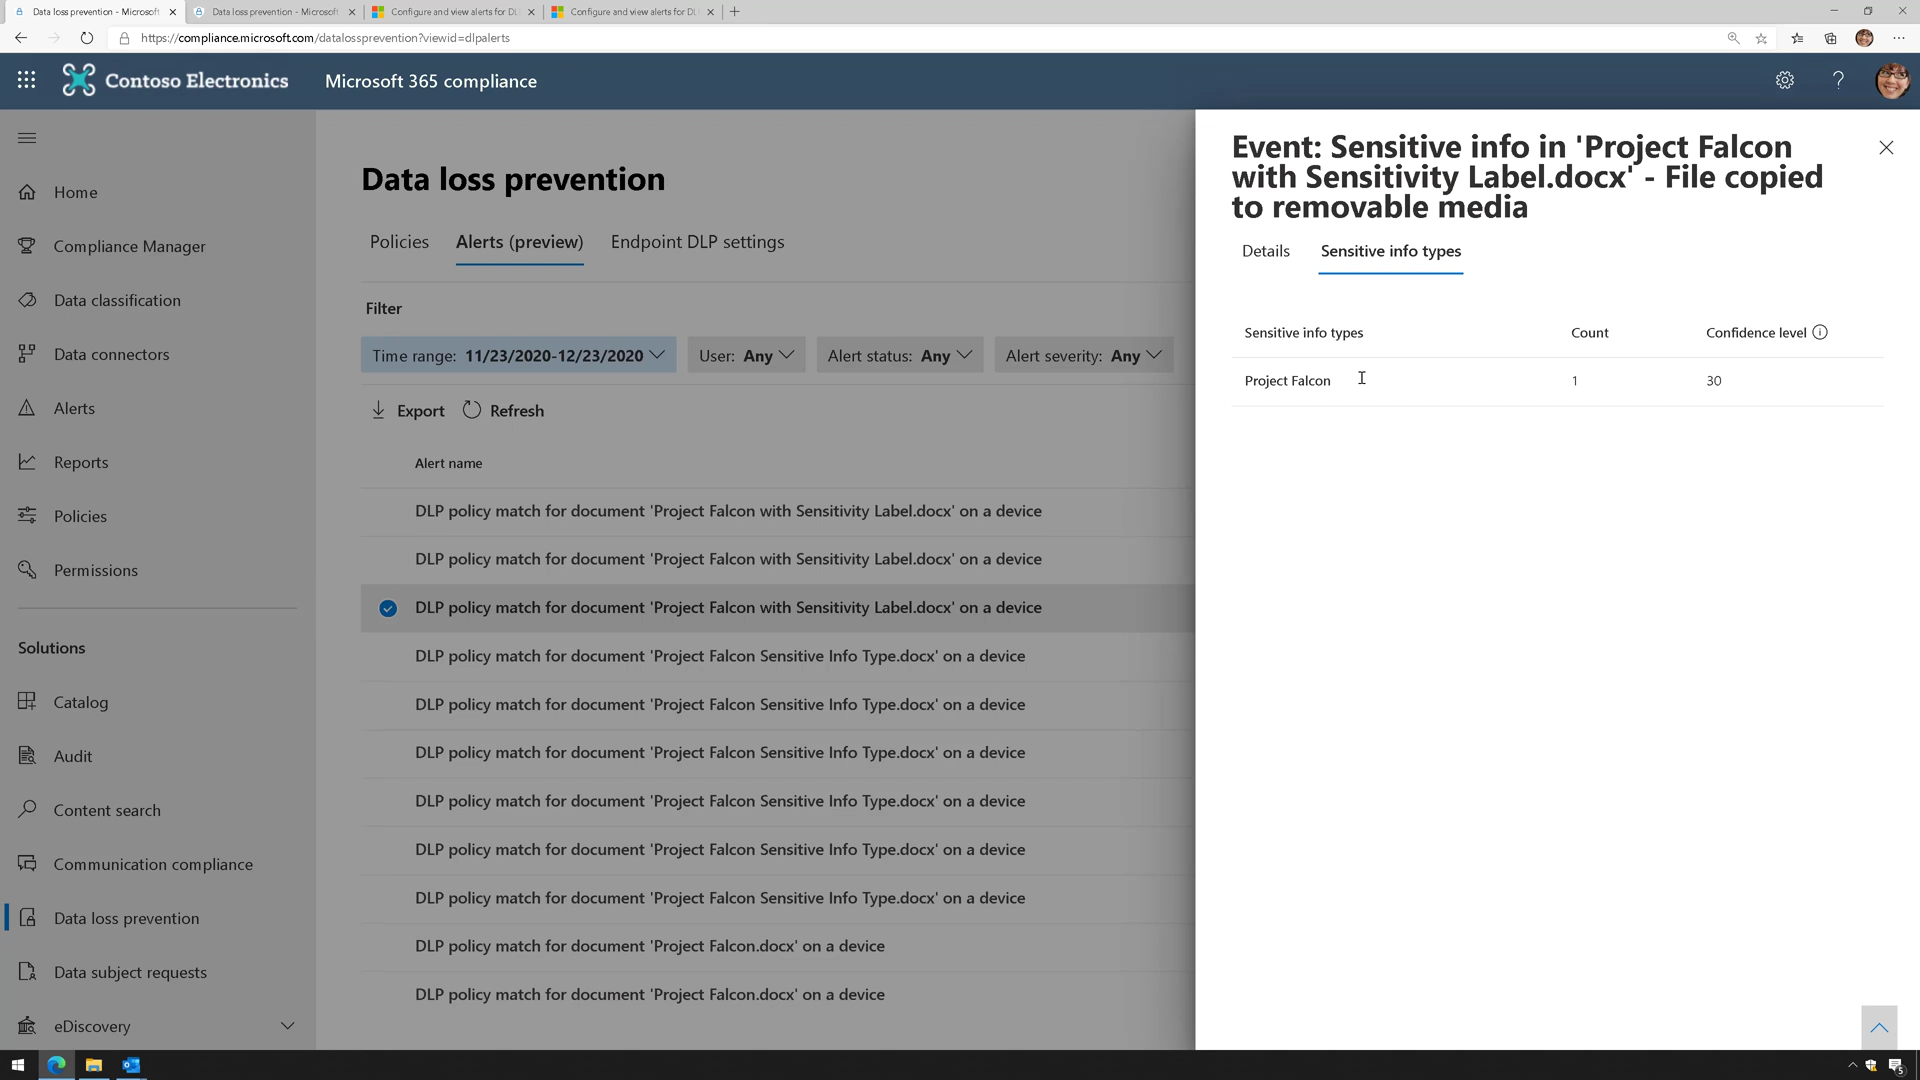 Data loss prevention - Microsoft
Data loss prevention - Microsoft
Configure and view alerts for DL
Configure and view alerts for DL
https://compliance.microsoft.com/datalossprevention?viewid=dlpalerts
Contoso Electronics
Microsoft 365 compliance
Home
Compliance Manager
Data classification
Data connectors
Alerts
Reports
Policies
Permissions
Solutions
Catalog
Audit
Content search
Communication compliance
Data loss prevention
Data subject requests
eDiscovery
Data loss prevention
Policies
Alerts (preview)
Endpoint DLP settings
Filter
Time range: 11/23/2020-12/23/2020
User: Any
Alert status: Any
Alert severity: Any
Export
Refresh
Alert name
DLP policy match for document 'Project Falcon with Sensitivity Label.docx' on a device
DLP policy match for document 'Project Falcon with Sensitivity Label.docx' on a device
DLP policy match for document 'Project Falcon with Sensitivity Label.docx' on a device
DLP policy match for document 'Project Falcon Sensitive Info Type.docx' on a device
DLP policy match for document 'Project Falcon Sensitive Info Type.docx' on a device
DLP policy match for document 'Project Falcon Sensitive Info Type.docx' on a device
DLP policy match for document 'Project Falcon Sensitive Info Type.docx' on a device
DLP policy match for document 'Project Falcon Sensitive Info Type.docx' on a device
DLP policy match for document 'Project Falcon Sensitive Info Type.docx' on a device
DLP policy match for document 'Project Falcon.docx' on a device
DLP policy match for document 'Project Falcon.docx' on a device
Event: Sensitive info in 'Project Falcon
with Sensitivity Label.docx' - File copied
to removable media
Details
Sensitive info types
Sensitive info types
Count
Confidence level
Project Falcon
1
30
5